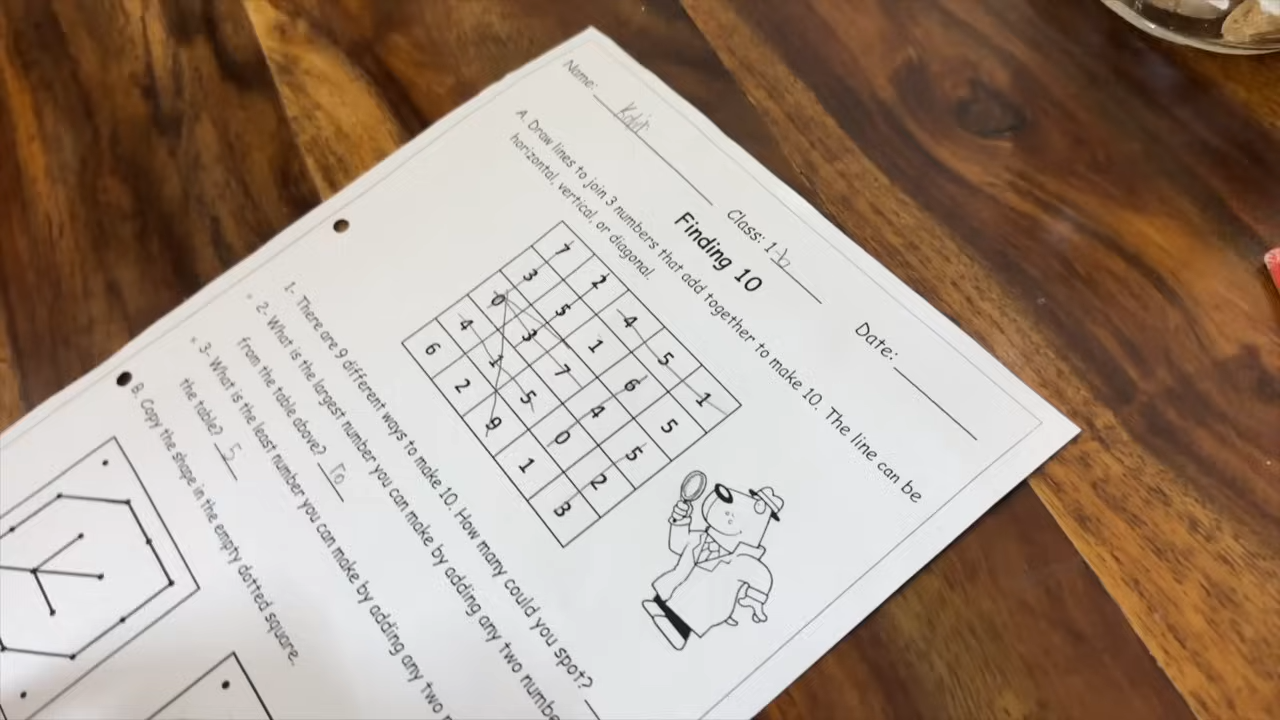 Name:
Class: 1-b
Date:
Finding 10
A. Draw lines to join 3 numbers that add together to make 10. The line can be
horizontal, vertical, or diagonal.
7 2 4 5 1
3 5 1 6 5
0 3 7 4 5
4 1 5 0 2
6 2 9 1 3
1- There are 9 different ways to make 10. How many could you spot?
2- What is the largest number you can make by adding any two
from the table above? 10
3- What is the least number you can make by adding any two
the table? 5
B. Copy the shape in the empty dotted square.